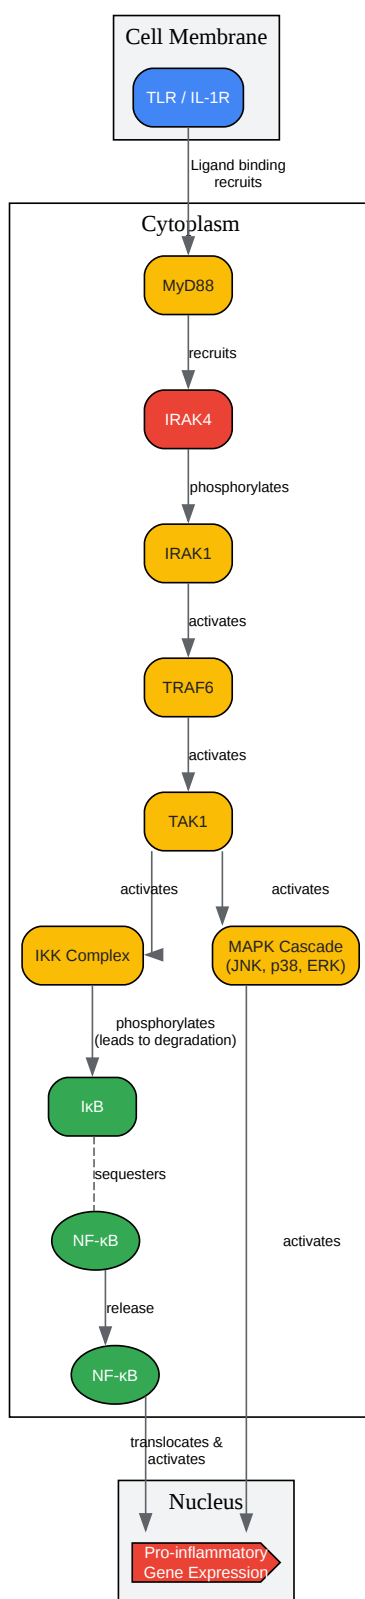 Cell Membrane
TLR / IL-1R
Ligand binding
recruits
Cytoplasm
MyD88
recruits
IRAK4
phosphorylates
IRAK1
activates
TRAF6
activates
TAK1
activates
activates
IKK Complex
MAPK Cascade
(JNK, p38, ERK)
phosphorylates
(leads to degradation)
IκB
sequesters
NF-κB
activates
release
NF-κB
translocates &
activates
Nucleus
Pro-inflammatory
Gene Expression